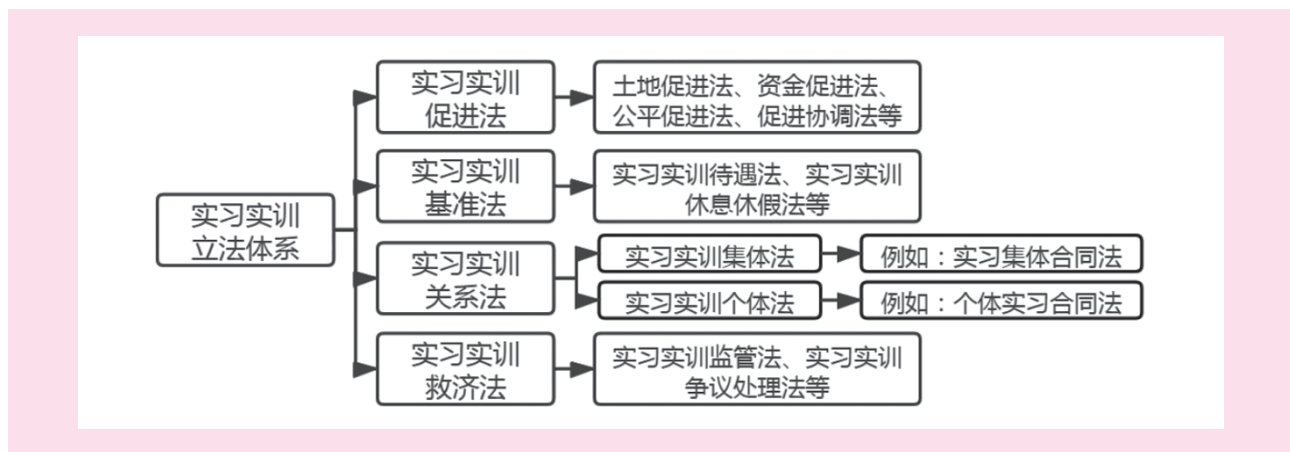 实习实训
立法体系
实习实训
促进法
土地促进法、资金促进法、
公平促进法、促进协调法等
实习实训
基准法
实习实训待遇法、实习实训
休息休假法等
实习实训
关系法
实习实训集体法
例如：实习集体合同法
实习实训个体法
例如：个体实习合同法
实习实训
救济法
实习实训监管法、实习实训
争议处理法等